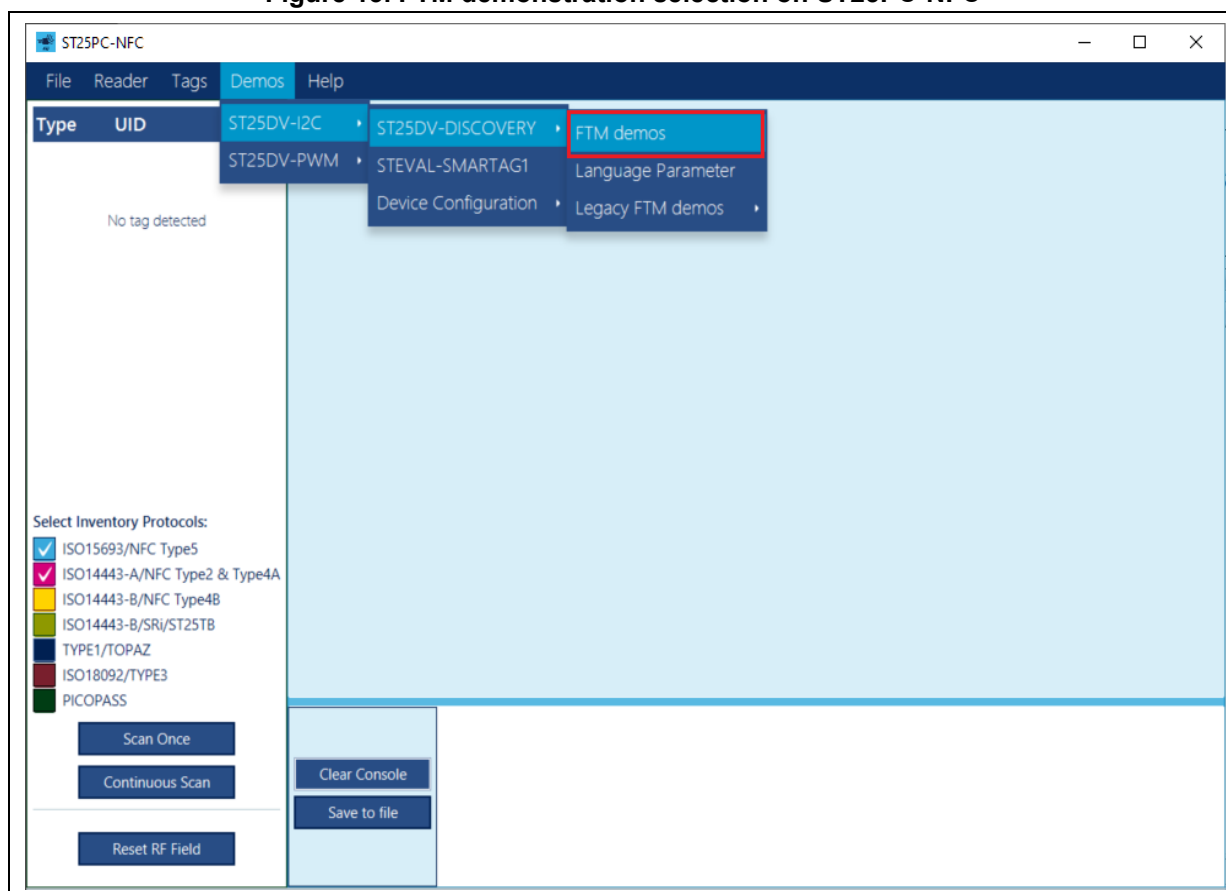 ST25PC-NFC
File Reader Tags Demos Help
Type UID
ST25DV-I2C
ST25DV-PWM
ST25DV-DISCOVERY
STEVAL-SMARTAG1
Device Configuration
FTM demos
Language Parameter
Legacy FTM demos
No tag detected
Select Inventory Protocols:
ISO15693/NFC Type5
ISO14443-A/NFC Type2 & Type4A
ISO14443-B/NFC Type4B
ISO14443-B/SRi/ST25TB
TYPE1/TOPAZ
ISO18092/TYPE3
PICOPASS
Scan Once
Continuous Scan
Reset RF Field
Clear Console
Save to file